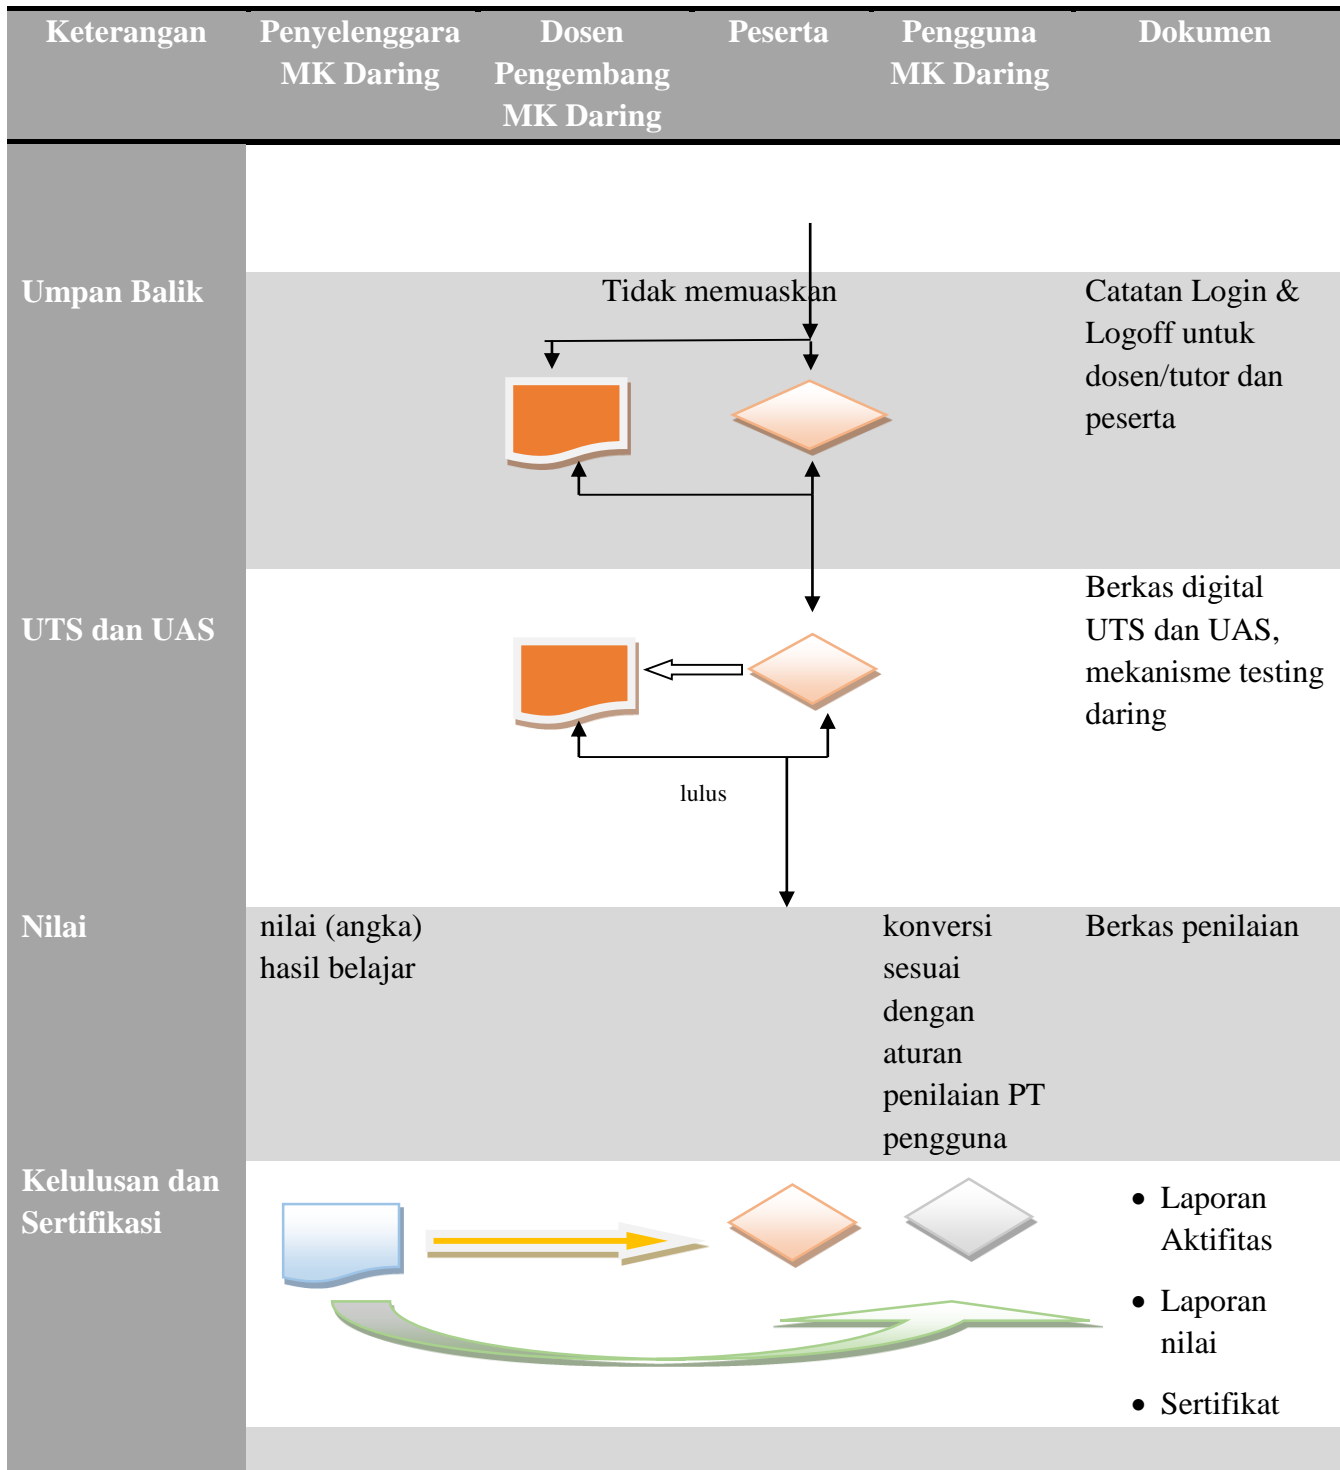 Keterangan
Penyelenggara
MK Daring
Dosen
Pengembang
MK Daring
Peserta
Pengguna
MK Daring
Dokumen
Umpan Balik
Tidak memuaskan
Catatan Login &
Logoff untuk
dosen/tutor dan
peserta
UTS dan UAS
lulus
Berkas digital
UTS dan UAS,
mekanisme testing
daring
Nilai
nilai (angka)
hasil belajar
konversi
sesuai
dengan
aturan
penilaian PT
pengguna
Berkas penilaian
Kelulusan dan
Sertifikasi
• Laporan
Aktifitas
• Laporan
nilai
• Sertifikat